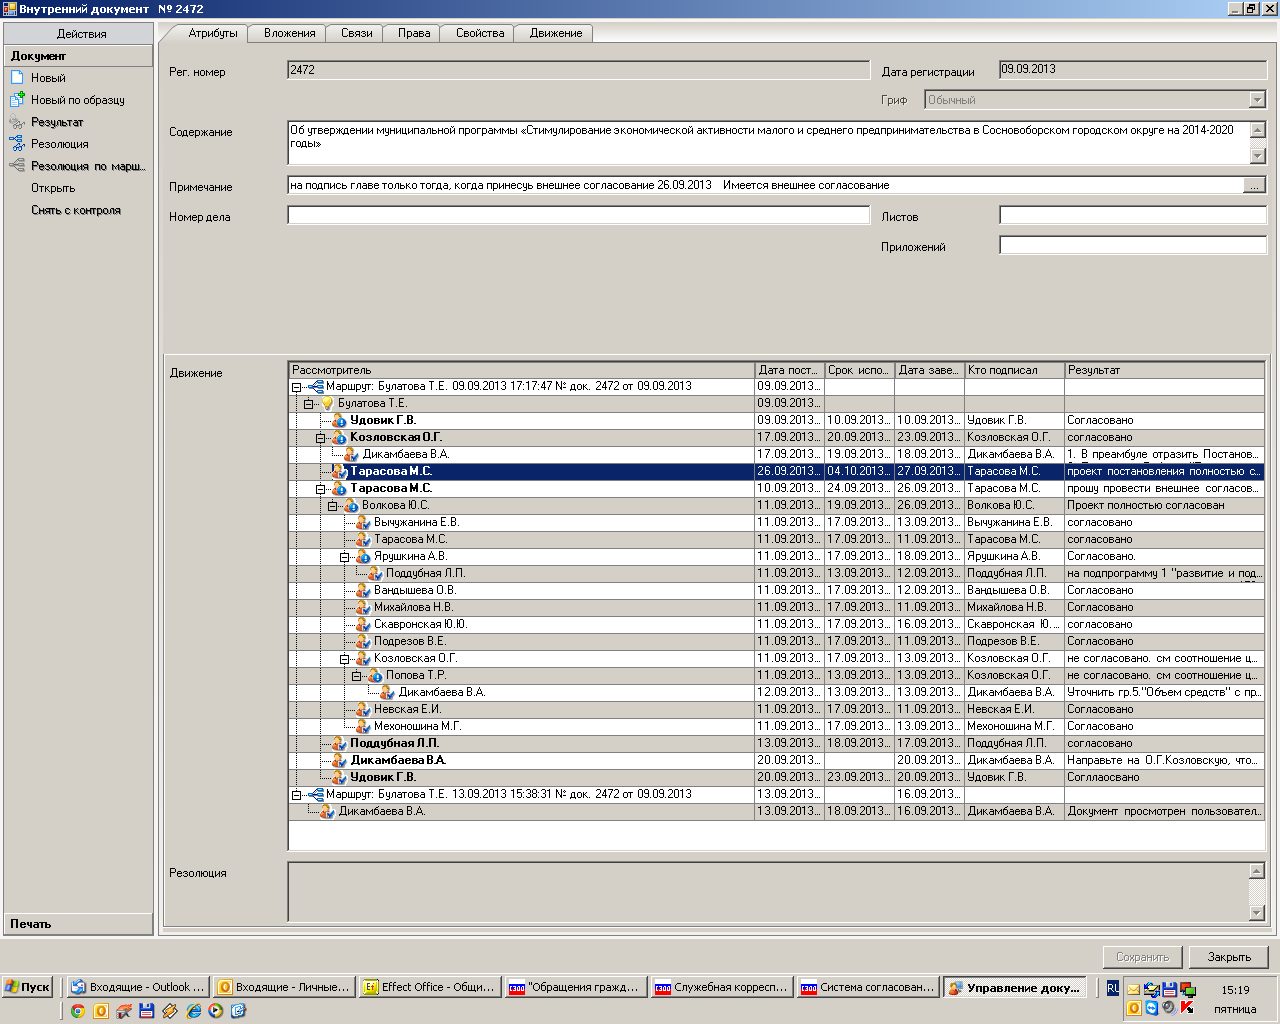 Внутренний документ № 2472
Действия
Документ
Новый
Новый по образцу
Результат
Резолюция
Резолюция по марш...
Открыть
Снять с контроля
Печать
Атрибуты Вложения Связи Права Свойства Движение
Рег. номер 2472 Дата регистрации 09.09.2013
Гриф Обычный
Содержание Об утверждении муниципальной программы «Стимулирование экономической активности малого и среднего предпринимательства в Сосновоборском городском округе на 2014-2020
годы»
Примечание на подпись главе только тогда, когда принесуь внешнее согласование 26.09.2013 Имеется внешнее согласование ...
Номер дела Листов
Приложений
Движение
Рассмотритель Дата пост... Срок испо... Дата заве... Кто подписал Результат
Маршрут: Булатова Т.Е. 09.09.2013 17:17:47 № док. 2472 от 09.09.2013 09.09.2013...
Булатова Т.Е. 09.09.2013...
Удовик Г.В. 09.09.2013... 10.09.2013... 10.09.2013... Удовик Г.В. Согласовано
Козловская О.Г. 17.09.2013... 20.09.2013... 23.09.2013... Козловская О.Г. согласовано
Дикамбаева В.А. 17.09.2013... 19.09.2013... 18.09.2013... Дикамбаева В.А. 1. В преамбуле отразить Постанов...
Тарасова М.С. 26.09.2013... 04.10.2013... 27.09.2013... Тарасова М.С. проект постановления полностью с...
Тарасова М.С. 10.09.2013... 24.09.2013... 26.09.2013... Тарасова М.С. прошу провести внешнее согласов...
Волкова Ю.С. 11.09.2013... 19.09.2013... 26.09.2013... Волкова Ю.С. Проект полностью согласован
Вычужанина Е.В. 11.09.2013... 17.09.2013... 13.09.2013... Вычужанина Е.В. согласовано
Тарасова М.С. 11.09.2013... 17.09.2013... 11.09.2013... Тарасова М.С. согласовано
Ярушкина А.В. 11.09.2013... 17.09.2013... 18.09.2013... Ярушкина А.В. Согласовано.
Поддубная Л.П. 11.09.2013... 13.09.2013... 12.09.2013... Поддубная Л.П. на подпрограмму 1 "развитие и под...
Вандышева О.В. 11.09.2013... 17.09.2013... 12.09.2013... Вандышева О.В. Согласовано
Михайлова Н.В. 11.09.2013... 17.09.2013... 11.09.2013... Михайлова Н.В. Согласовано
Скавронская Ю.Ю. 11.09.2013... 17.09.2013... 16.09.2013... Скавронская Ю.... согласовано
Подрезов В.Е. 11.09.2013... 17.09.2013... 11.09.2013... Подрезов В.Е. Согласовано
Козловская О.Г. 11.09.2013... 17.09.2013... 13.09.2013... Козловская О.Г. не согласовано. см соотношение ц...
Попова Т.Р. 11.09.2013... 13.09.2013... 13.09.2013... Козловская О.Г. не согласовано. см соотношение ц...
Дикамбаева В.А. 12.09.2013... 13.09.2013... 13.09.2013... Дикамбаева В.А. Уточнить гр.5."Объем средств" с пр...
Невская Е.И. 11.09.2013... 17.09.2013... 11.09.2013... Невская Е.И. Согласовано
Мехоношина М.Г. 11.09.2013... 17.09.2013... 13.09.2013... Мехоношина М.Г. Согласовано
Поддубная Л.П. 13.09.2013... 18.09.2013... 17.09.2013... Поддубная Л.П. согласовано
Дикамбаева В.А. 20.09.2013... 20.09.2013... Дикамбаева В.А. Направьте на О.Г.Козловскую, что...
Удовик Г.В. 20.09.2013... 23.09.2013... 20.09.2013... Удовик Г.В. Согллаосвано
Маршрут: Булатова Т.Е. 13.09.2013 15:38:31 № док. 2472 от 09.09.2013 13.09.2013... 16.09.2013...
Дикамбаева В.А. 13.09.2013... 18.09.2013... 16.09.2013... Дикамбаева В.А. Документ просмотрен пользовател...
Резолюция
Сохранить Закрыть
Пуск Входящие - Outlook ... Входящие - Личные... Effect Office - Общи... "Обращения гражд... Служебная корресп... Система согласован... Управление доку... RL 15:19
пятница